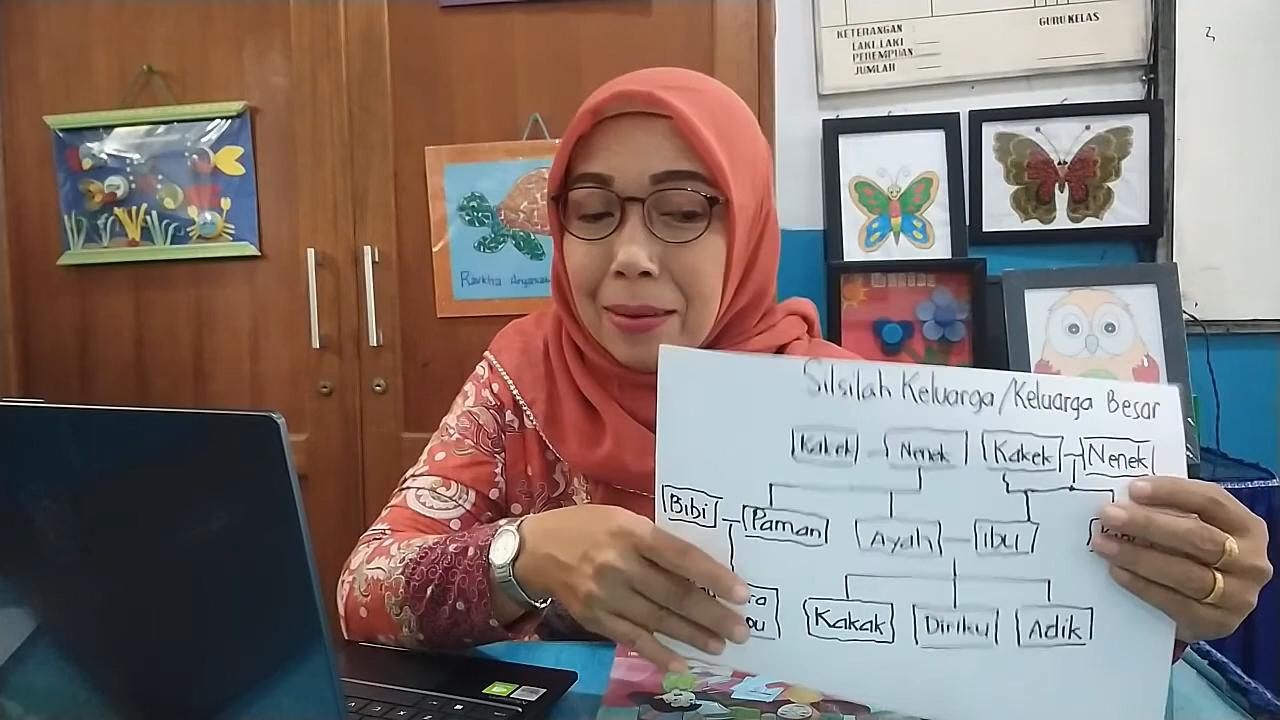 KETERANGAN
LAKI.LAKI
PEREMPUAN
JUMLAH
GURU KELAS
Silsilah Keluarga/Keluarga Besar
Kakek Nenek Kakek Nenek
Bibi Paman Ayah Ibu
Kakak Diriku Adik